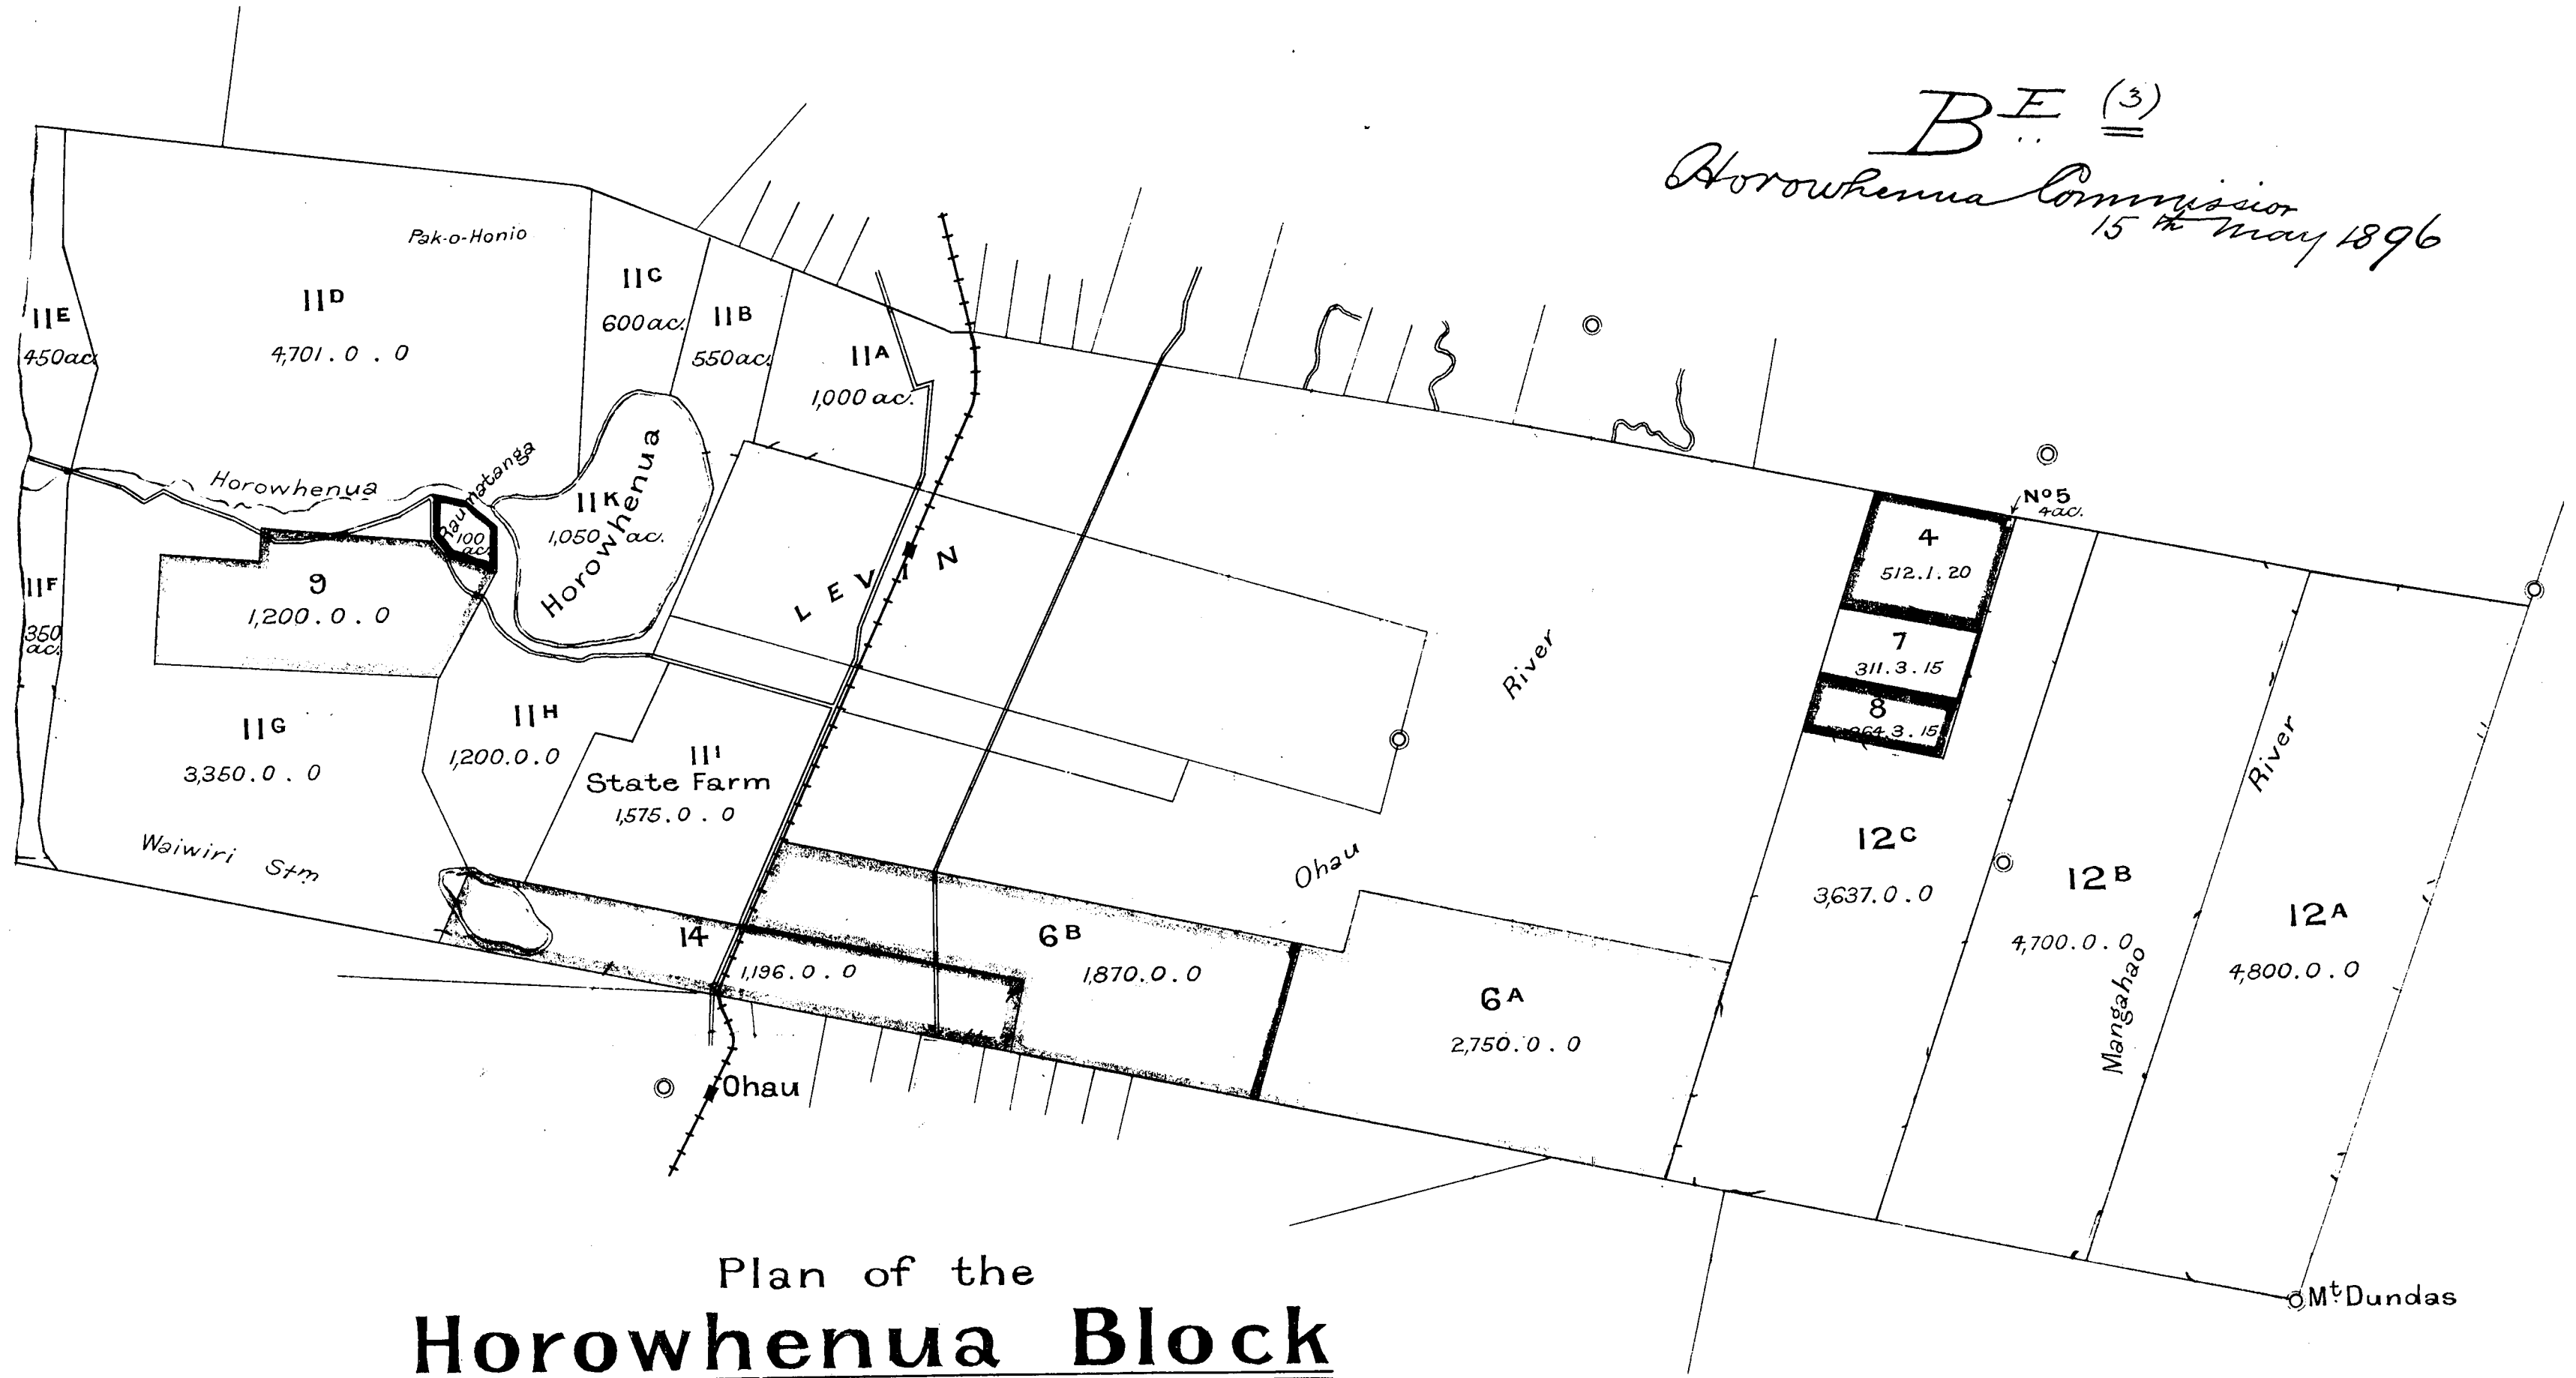 B E (3)
Horowhenua Commission
15th May 1896
Pak-o-Honio
11E
450ac.
11D
4,701.0.0
11C
600ac.
11B
550ac.
11A
1,000 ac.
Horowhenua
Raumatanga
100
ac.
11K
1,050 ac.
Horowhenua
LEVIN
9
1,200.0.0
11F
350
ac.
11G
3,350.0.0
11H
1,200.0.0
11I
State Farm
1,575.0.0
Waiwiri Stm
14
1,196.0.0
6B
1,870.0.0
6A
2,750.0.0
Ohau River
No 5
4ac.
4
512.1.20
7
311.3.15
8
264.3.15
12C
3,637.0.0
12B
4,700.0.0
12A
4,800.0.0
Mangahao River
Ohau
Mt. Dundas
Plan of the
Horowhenua Block